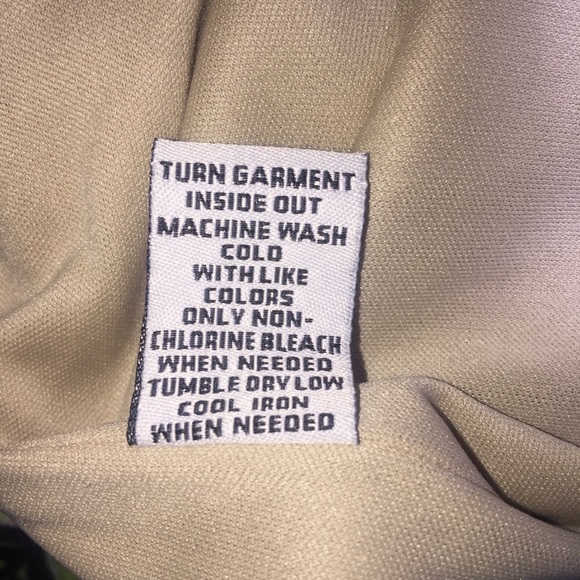 TURN GARMENT
INSIDE OUT
MACHINE WASH
COLD
WITH LIKE
COLORS
ONLY NON-
CHLORINE BLEACH
WHEN NEEDED
TUMBLE DRY LOW
COOL IRON
WHEN NEEDED